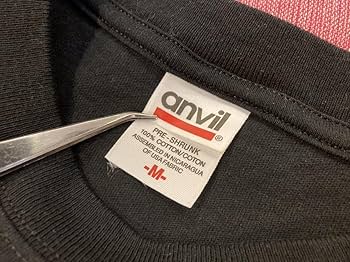 anvil
®
PRE-SHRUNK
100% COTTON/COTON
ASSEMBLED IN NICARAGUA
OF USA FABRIC
-M-